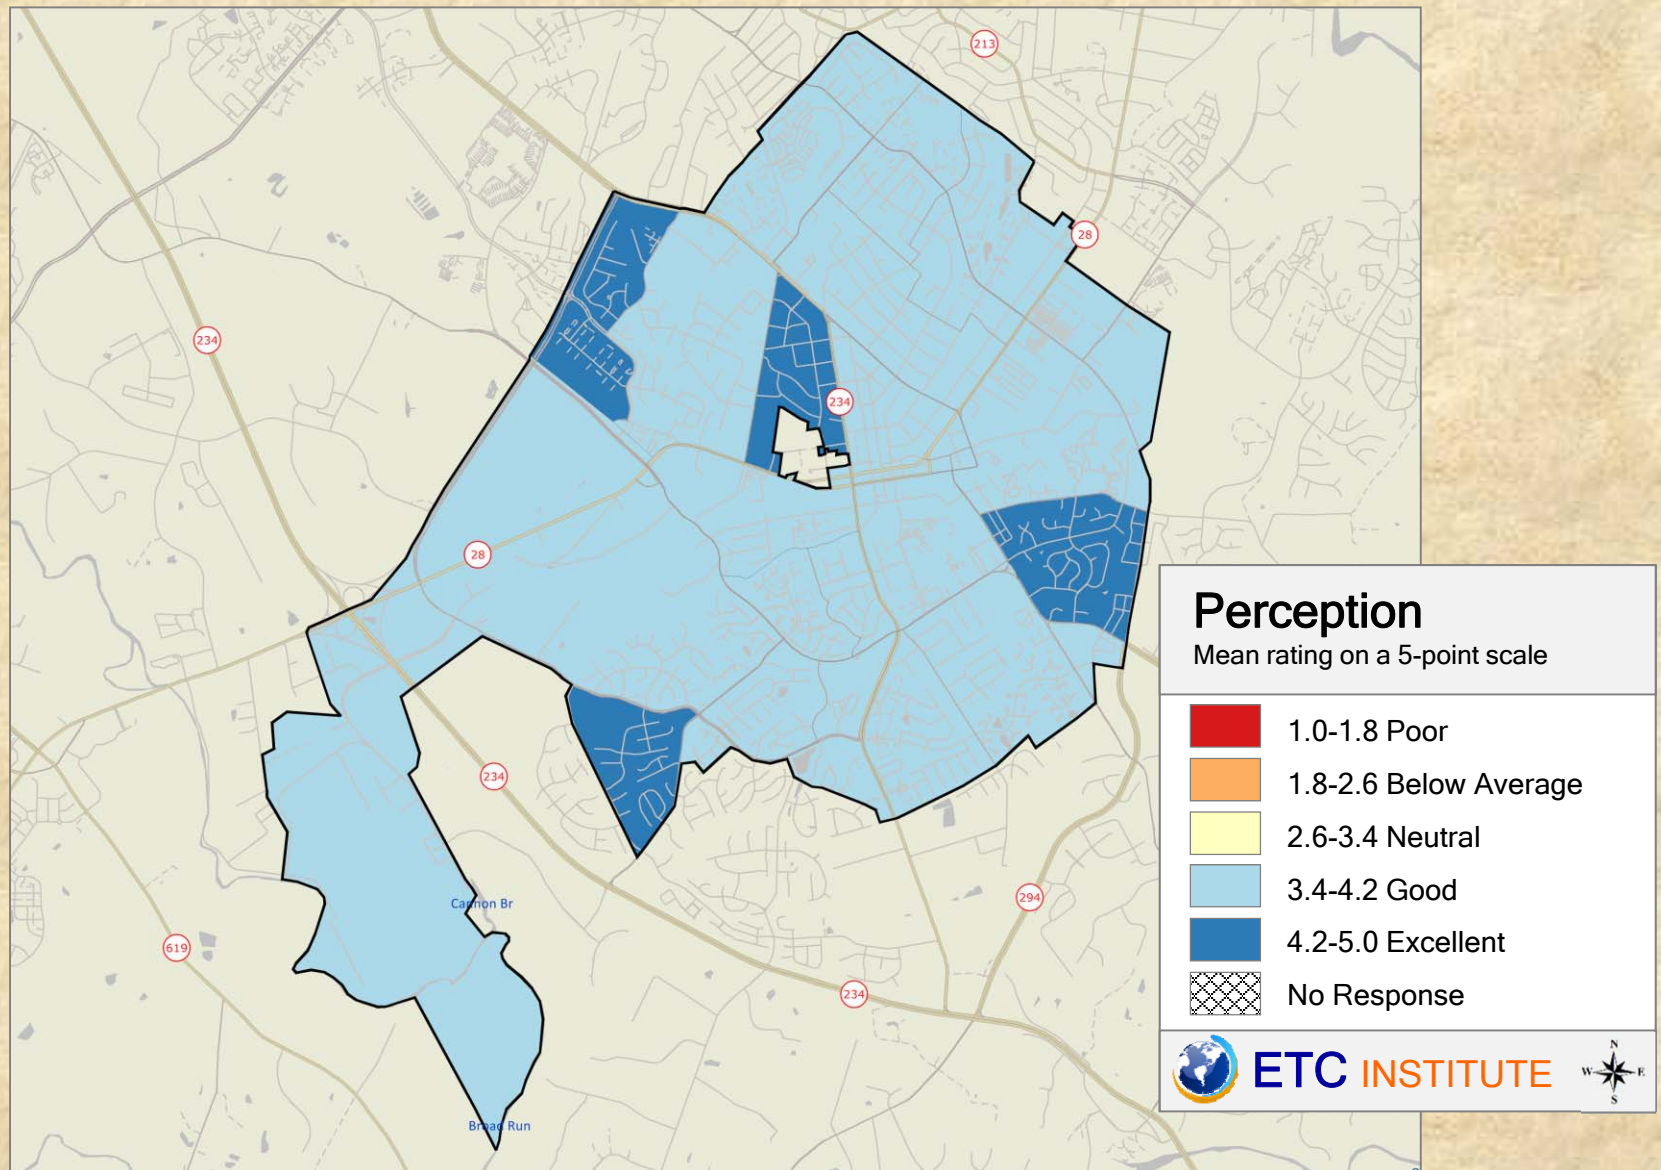 213
28
234
234
28
234
Cannon Br
294
619
234
Broad Run
Perception
Mean rating on a 5-point scale
1.0-1.8 Poor
1.8-2.6 Below Average
2.6-3.4 Neutral
3.4-4.2 Good
4.2-5.0 Excellent
No Response
ETC INSTITUTE
N
W E
S